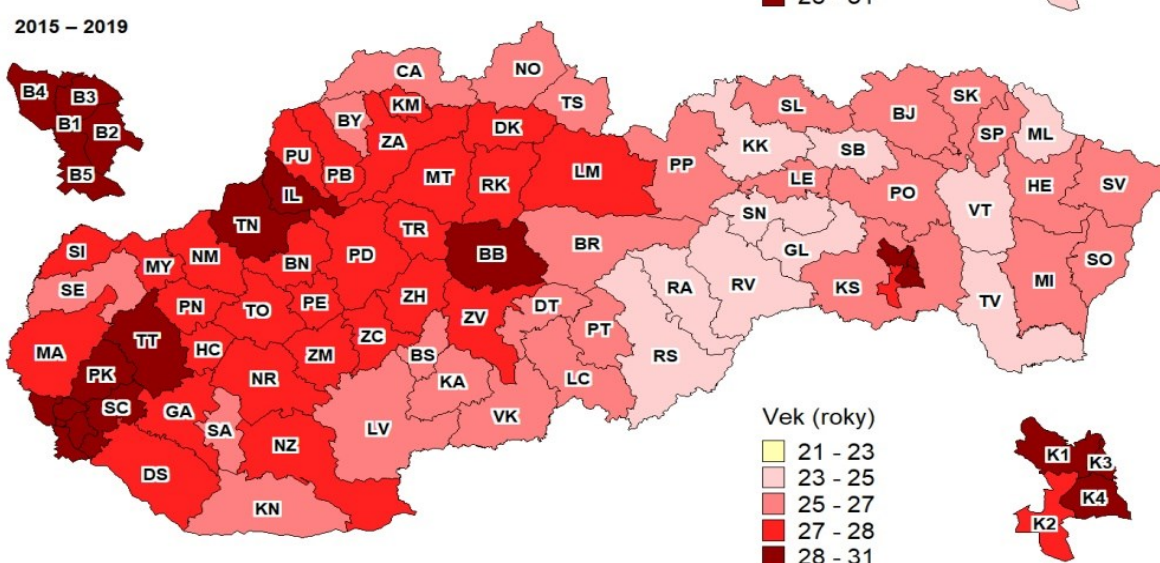 28 - 31
2015 – 2019
B4
B3
B1
B2
B5
CA
NO
BY
KM
TS
ZA
DK
PU
PB
MT
RK
LM
PP
KK
SL
BJ
SK
SP
ML
SB
LE
PO
HE
SV
IL
TN
TR
BB
BR
SN
GL
VT
SI
MY
NM
BN
PD
SE
PN
TO
PE
ZH
ZV
DT
RA
RV
KS
MI
SO
TV
MA
TT
HC
ZM
ZC
BS
PT
RS
PK
NR
KA
LC
SC
GA
SA
LV
VK
DS
NZ
KN
Vek (roky)
21 - 23
23 - 25
25 - 27
27 - 28
28 - 31
K1
K3
K4
K2